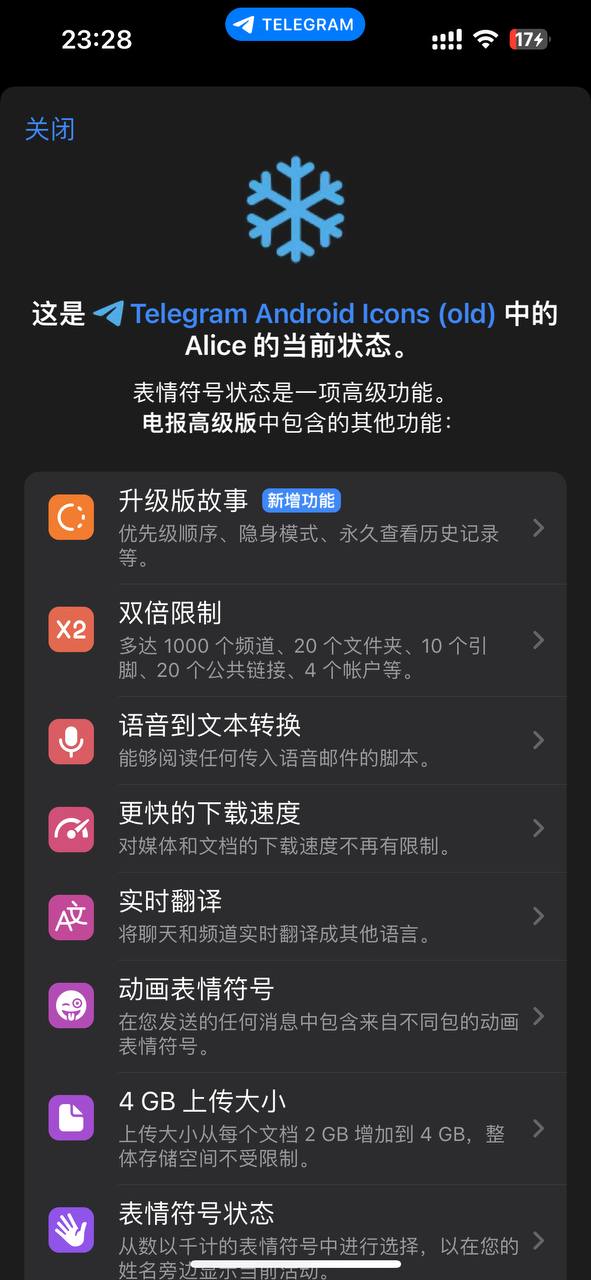 23:28
TELEGRAM
17
关闭
这是 Telegram Android Icons (old) 中的
Alice 的当前状态。
表情符号状态是一项高级功能。
电报高级版中包含的其他功能：
升级版故事 新增功能
优先级顺序、隐身模式、永久查看历史记录
等。
X2
双倍限制
多达 1000 个频道、20 个文件夹、10 个引
脚、20 个公共链接、4 个帐户等。
语音到文本转换
能够阅读任何传入语音邮件的脚本。
更快的下载速度
对媒体和文档的下载速度不再有限制。
A文
实时翻译
将聊天和频道实时翻译成其他语言。
动画表情符号
在您发送的任何消息中包含来自不同包的动画
表情符号。
4 GB 上传大小
上传大小从每个文档 2 GB 增加到 4 GB，整
体存储空间不受限制。
表情符号状态
从数以千计的表情符号中进行选择，以在您的
姓名旁边显示当前活动。